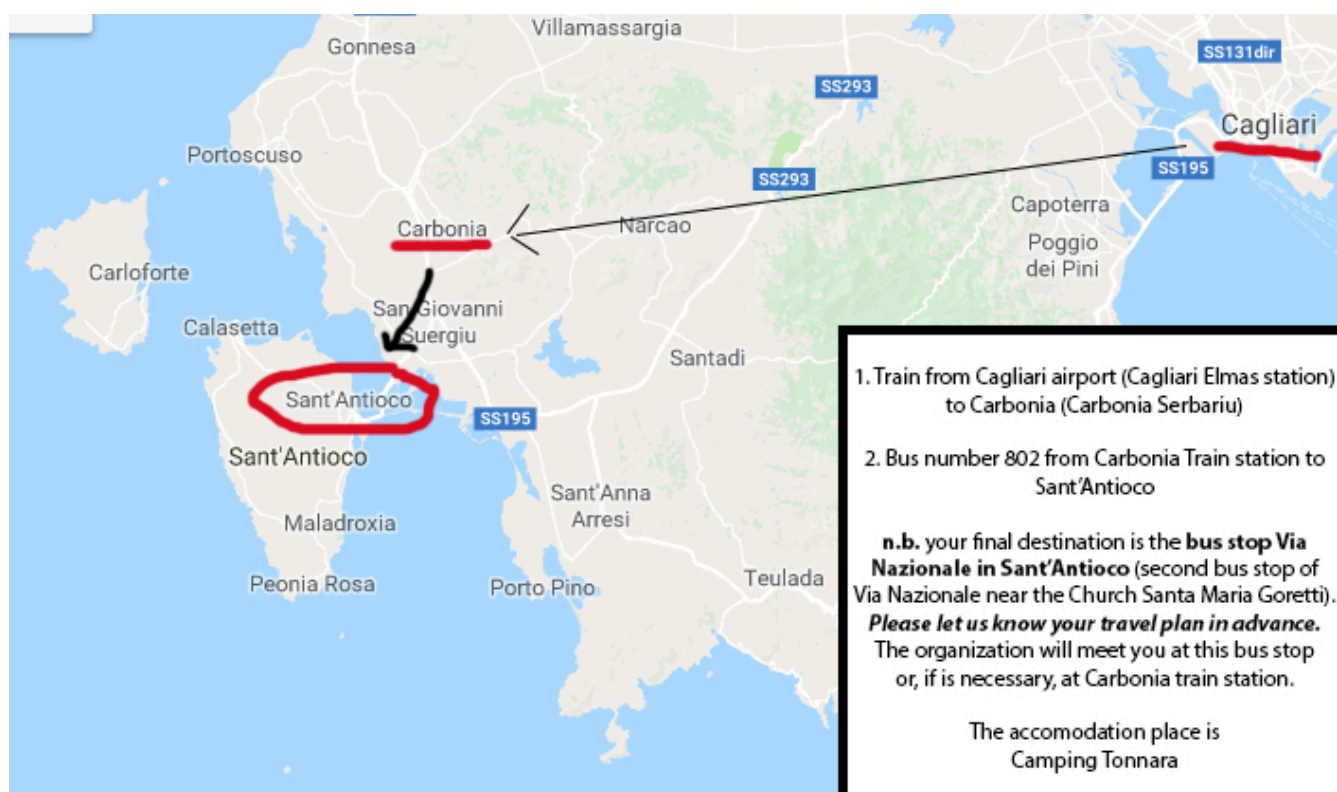 Villamassargia
Gonnesa
SS131dir
SS293
Cagliari
Portoscuso
SS195
SS293
Capoterra
Carbonia
Narcao
Poggio
dei Pini
Carloforte
San Giovanni
Suergiu
Calasetta
Santadi
Sant'Antioco
SS195
Sant'Antioco
Sant'Anna
Arresi
Maladroxia
Teulada
Peonia Rosa
Porto Pino
1. Train from Cagliari airport (Cagliari Elmas station)
to Carbonia (Carbonia Serbariu)
2. Bus number 802 from Carbonia Train station to
Sant'Antioco
n.b. your final destination is the bus stop Via
Nazionale in Sant'Antioco (second bus stop of
Via Nazionale near the Church Santa Maria Goretti).
Please let us know your travel plan in advance.
The organization will meet you at this bus stop
or, if is necessary, at Carbonia train station.
The accomodation place is
Camping Tonnara